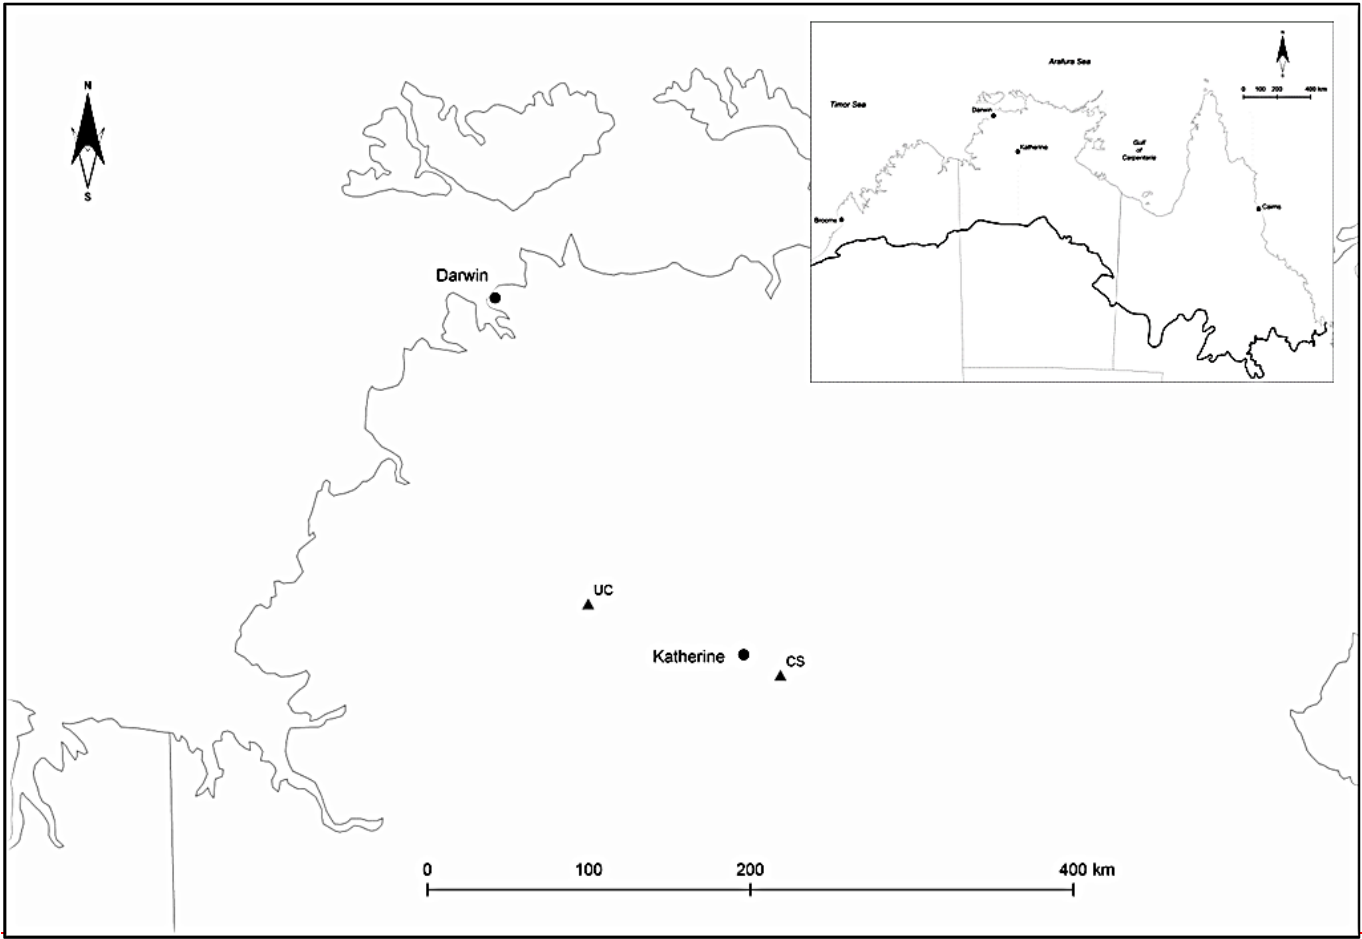 N
S
Darwin
UC
Katherine
CS
0 100 200 400 km
Arafura Sea
N
S
0 100 200 400 km
Timor Sea
Darwin
Katherine
Gulf
of
Carpentaria
Broome
Cairns